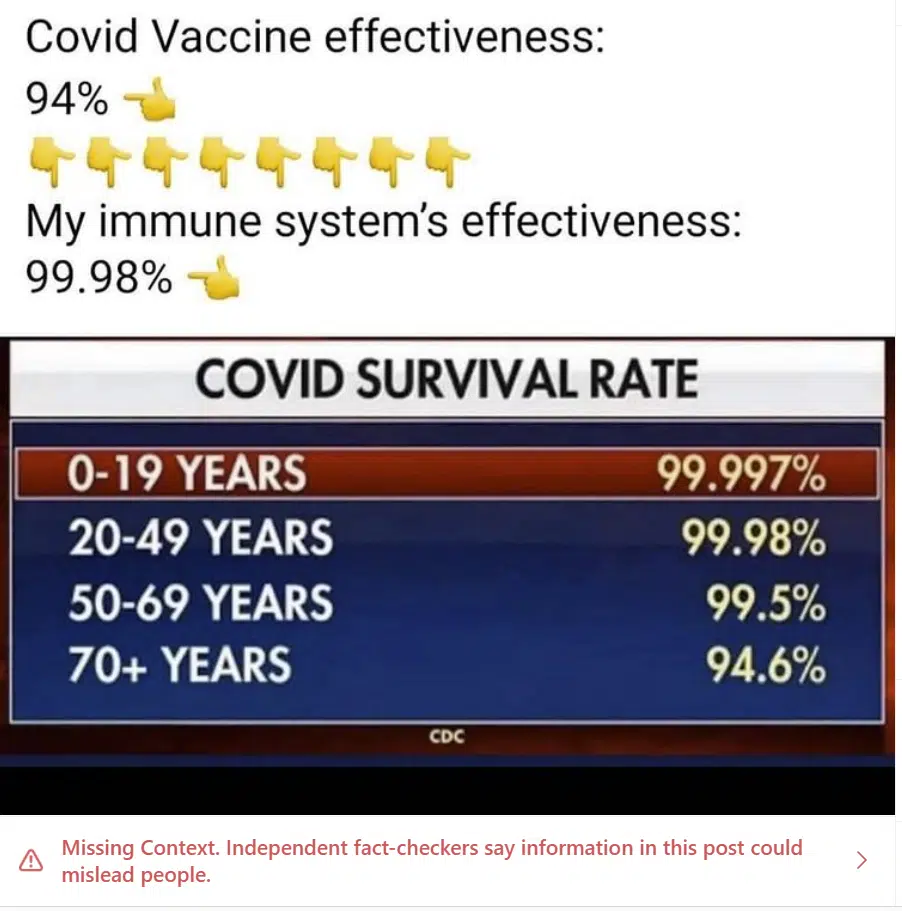 Covid Vaccine effectiveness:
94% 👈
👇👇👇👇👇👇👇👇
My immune system's effectiveness:
99.98% 👈
COVID SURVIVAL RATE
0-19 YEARS 99.997%
20-49 YEARS 99.98%
50-69 YEARS 99.5%
70+ YEARS 94.6%
CDC
Missing Context. Independent fact-checkers say information in this post could
mislead people.